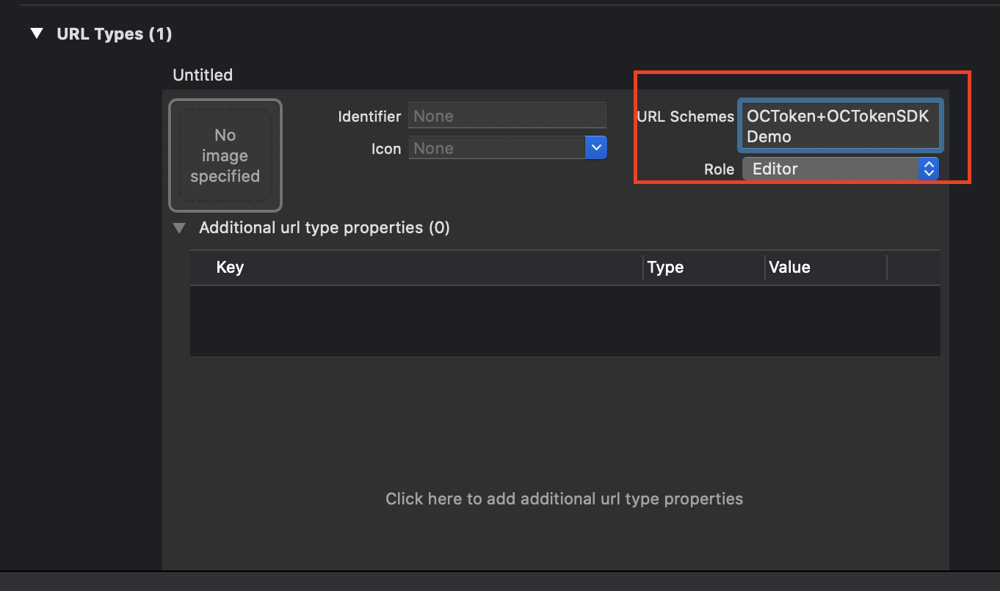 URL Types (1)
Untitled
No
image
specified
Identifier None
Icon None
URL Schemes OCToken+OCTokenSDK
Demo
Role Editor
Additional url type properties (0)
Key Type Value
Click here to add additional url type properties